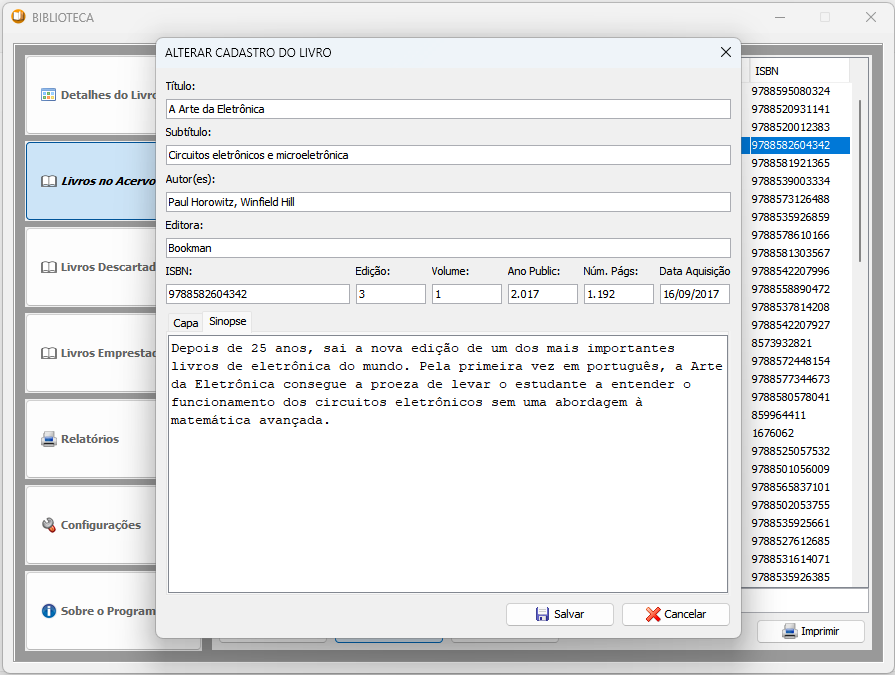 BIBLIOTECA
ALTERAR CADASTRO DO LIVRO
Título:
A Arte da Eletrônica
Subtítulo:
Circuitos eletrônicos e microeletrônica
Autor(es):
Paul Horowitz, Winfield Hill
Editora:
Bookman
ISBN: Edição: Volume: Ano Public: Núm. Págs: Data Aquisição
9788582604342 3 1 2.017 1.192 16/09/2017
Capa Sinopse
Depois de 25 anos, sai a nova edição de um dos mais importantes
livros de eletrônica do mundo. Pela primeira vez em português, a Arte
da Eletrônica consegue a proeza de levar o estudante a entender o
funcionamento dos circuitos eletrônicos sem uma abordagem à
matemática avançada.
Salvar Cancelar
Detalhes do Livro
Livros no Acervo
Livros Descartad
Livros Emprestad
Relatórios
Configurações
Sobre o Program
ISBN
9788595080324
9788520931141
9788520012383
9788582604342
9788581921365
9788539003334
9788573126488
9788535926859
9788578610166
9788581303567
9788542207996
9788558890472
9788537814208
9788542207927
8573932821
9788572448154
9788577344673
9788580578041
859964411
1676062
9788525057532
9788501056009
9788565837101
9788502053755
9788535925661
9788527612685
9788531614071
9788535926385
Imprimir